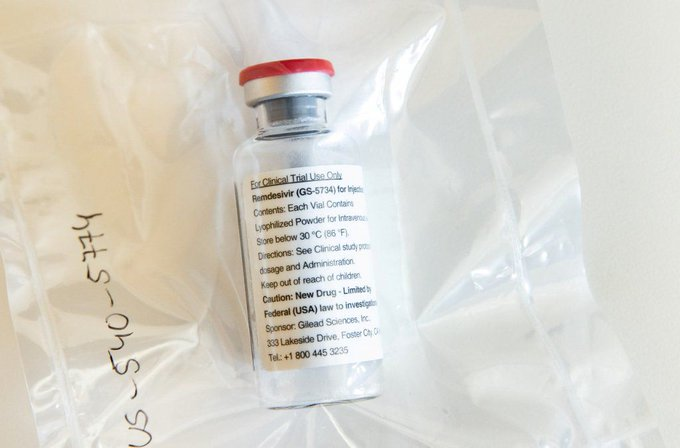 For Clinical Trial Use Only
Remdesivir (GS-5734) for
Contents: Each Vial Contains
Lyophilized Powder for
Store below 30 °C (86 °F).
Directions: See Clinical study
dosage and Administration.
Keep out of reach of children.
Caution: New Drug - Limited by
Federal (USA) law to
Sponsor: Gilead Sciences, Inc.
333 Lakeside Drive, Foster City,
Tel.: +1 800 445 3235
US-540-5774